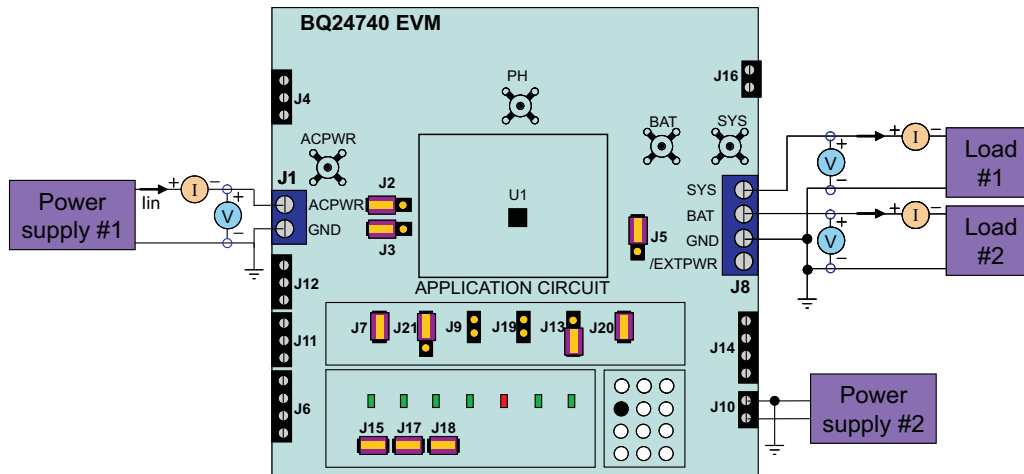 BQ24740 EVM
PH
J16
J4
BAT
SYS
ACPWR
J1
J2
U1
Power
supply #1
Iin
+
I
−
+
V
−
ACPWR
GND
J3
J5
SYS
BAT
GND
/EXTPWR
J8
+
I
−
+
V
−
Load
#1
+
I
−
+
V
−
Load
#2
J12
APPLICATION CIRCUIT
J7
J21
J9
J19
J13
J20
J11
J14
J6
J15
J17
J18
J10
Power
supply #2